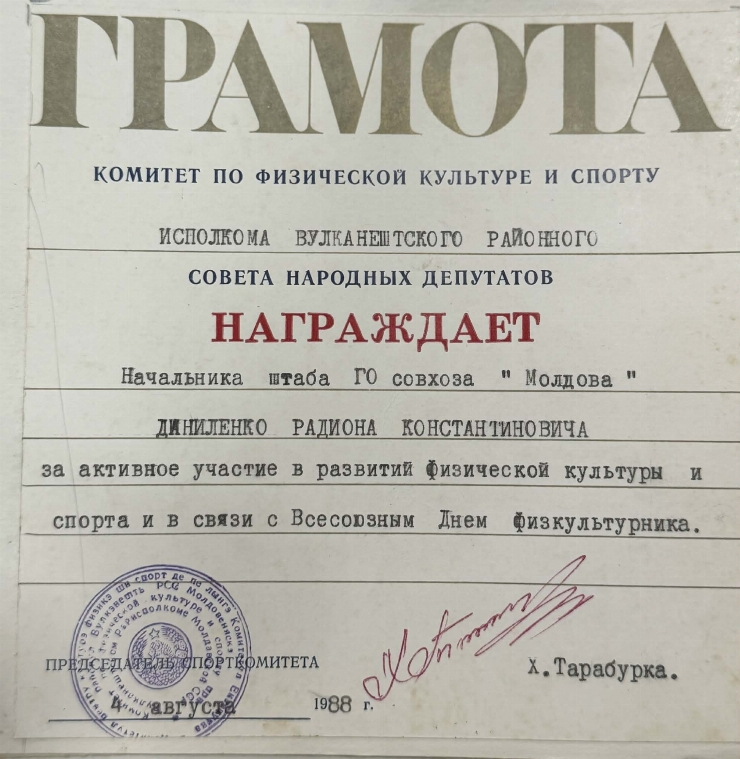 ГРАМОТА
КОМИТЕТ ПО ФИЗИЧЕСКОЙ КУЛЬТУРЕ И СПОРТУ
ИСПОЛКОМА ВУЛКАНЕШТСКОГО РАЙОННОГО
СОВЕТА НАРОДНЫХ ДЕПУТАТОВ
НАГРАЖДАЕТ
Начальника штаба ГО совхоза " Молдова "
ДИНИЛЕНКО РАДИОНА КОНСТАНТИНОВИЧА
за активное участие в развитий физической культуры и
спорта и в связи с Всесоюзным Днем физкультурника.
ПРЕДСЕДАТЕЛЬ СПОРТКОМИТЕТА
Х.Тарабурка.
4 августа 1988 г.